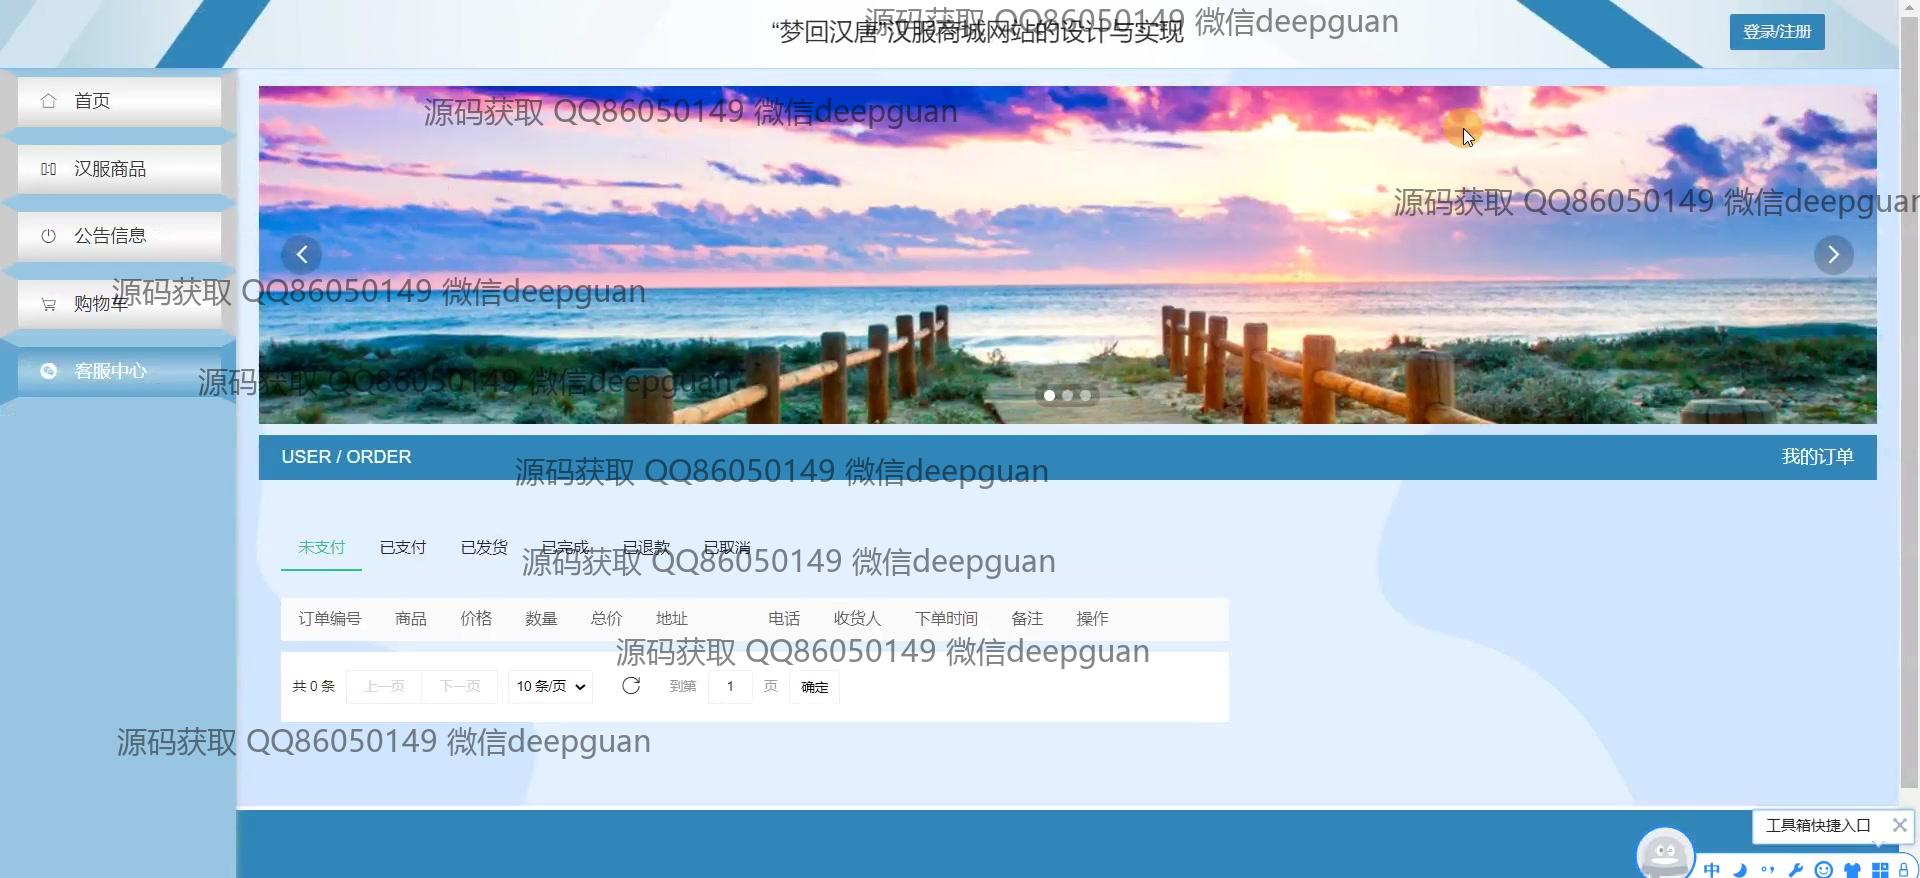 “梦回汉唐”汉服商城网站的设计与实现
源码获取 QQ86050149 微信deepguan
登录/注册
首页
源码获取 QQ86050149 微信deepguan
汉服商品
源码获取 QQ86050149 微信deepguan
公告信息
源码获取 QQ86050149 微信deepguan
购物车
客服中心
源码获取 QQ86050149 微信deepguan
USER / ORDER
我的订单
源码获取 QQ86050149 微信deepguan
未支付 已支付 已发货 已完成 已退款 已取消
源码获取 QQ86050149 微信deepguan
订单编号 商品 价格 数量 总价 地址 电话 收货人 下单时间 备注 操作
源码获取 QQ86050149 微信deepguan
共 0 条 上一页 下一页 10 条/页 到第 1 页 确定
源码获取 QQ86050149 微信deepguan
工具箱快捷入口
中